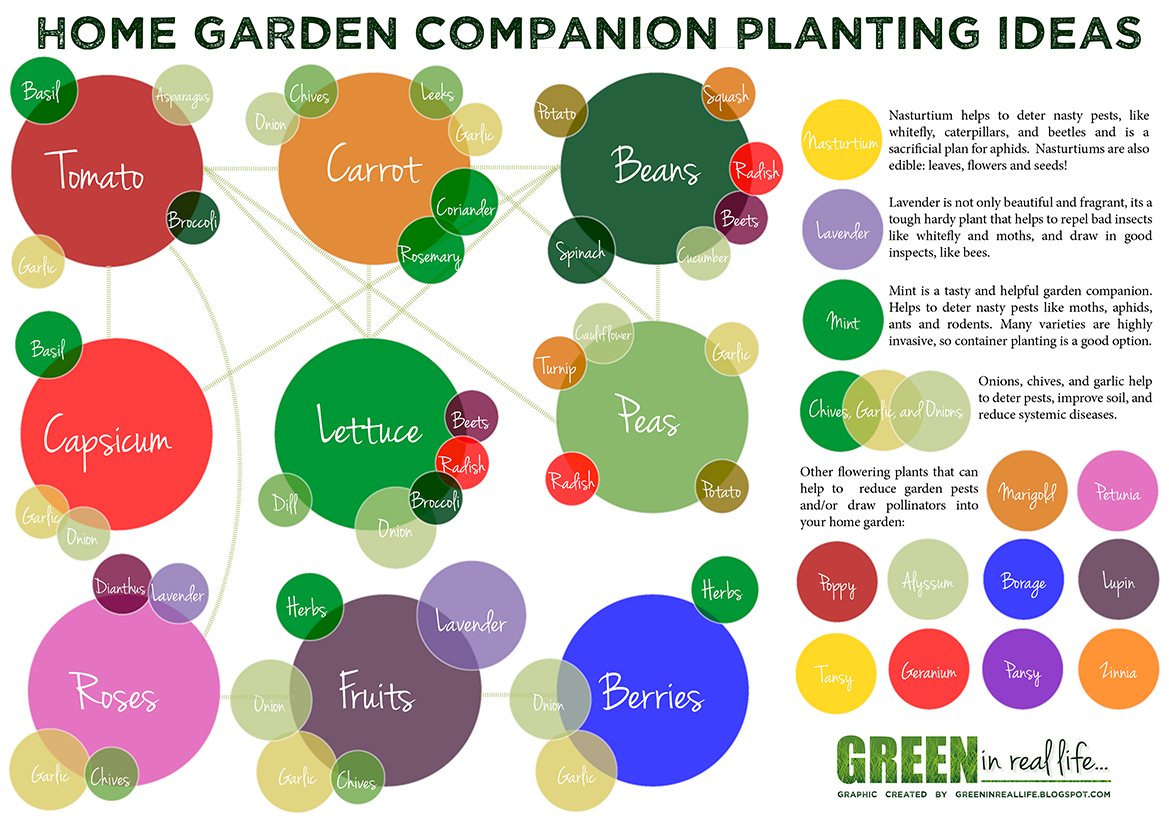 HOME GARDEN COMPANION PLANTING IDEAS
Basil
Asparagus
Tomato
Broccoli
Garlic
Chives
Leeks
Onion
Garlic
Carrot
Coriander
Rosemary
Potato
Squash
Beans
Radish
Beets
Spinach
Cucumber
Basil
Capsicum
Garlic
Onion
Lettuce
Beets
Radish
Broccoli
Dill
Onion
Cauliflower
Garlic
Turnip
Peas
Radish
Potato
Dianthus
Lavender
Roses
Garlic
Chives
Herbs
Lavender
Onion
Fruits
Garlic
Chives
Herbs
Onion
Berries
Garlic
Nasturtium
Nasturtium helps to deter nasty pests, like
whitefly, caterpillars, and beetles and is a
sacrificial plan for aphids. Nasturtiums are also
edible: leaves, flowers and seeds!
Lavender
Lavender is not only beautiful and fragrant, its a
tough hardy plant that helps to repel bad insects
like whitefly and moths, and draw in good
inspects, like bees.
Mint
Mint is a tasty and helpful garden companion.
Helps to deter nasty pests like moths, aphids,
ants and rodents. Many varieties are highly
invasive, so container planting is a good option.
Chives, Garlic, and Onions
Onions, chives, and garlic help
to deter pests, improve soil, and
reduce systemic diseases.
Other flowering plants that can
help to reduce garden pests
and/or draw pollinators into
your home garden:
Marigold
Petunia
Poppy
Alyssum
Borage
Lupin
Tansy
Geranium
Pansy
Zinnia
GREEN in real life...
GRAPHIC CREATED BY GREENINREALLIFE.BLOGSPOT.COM